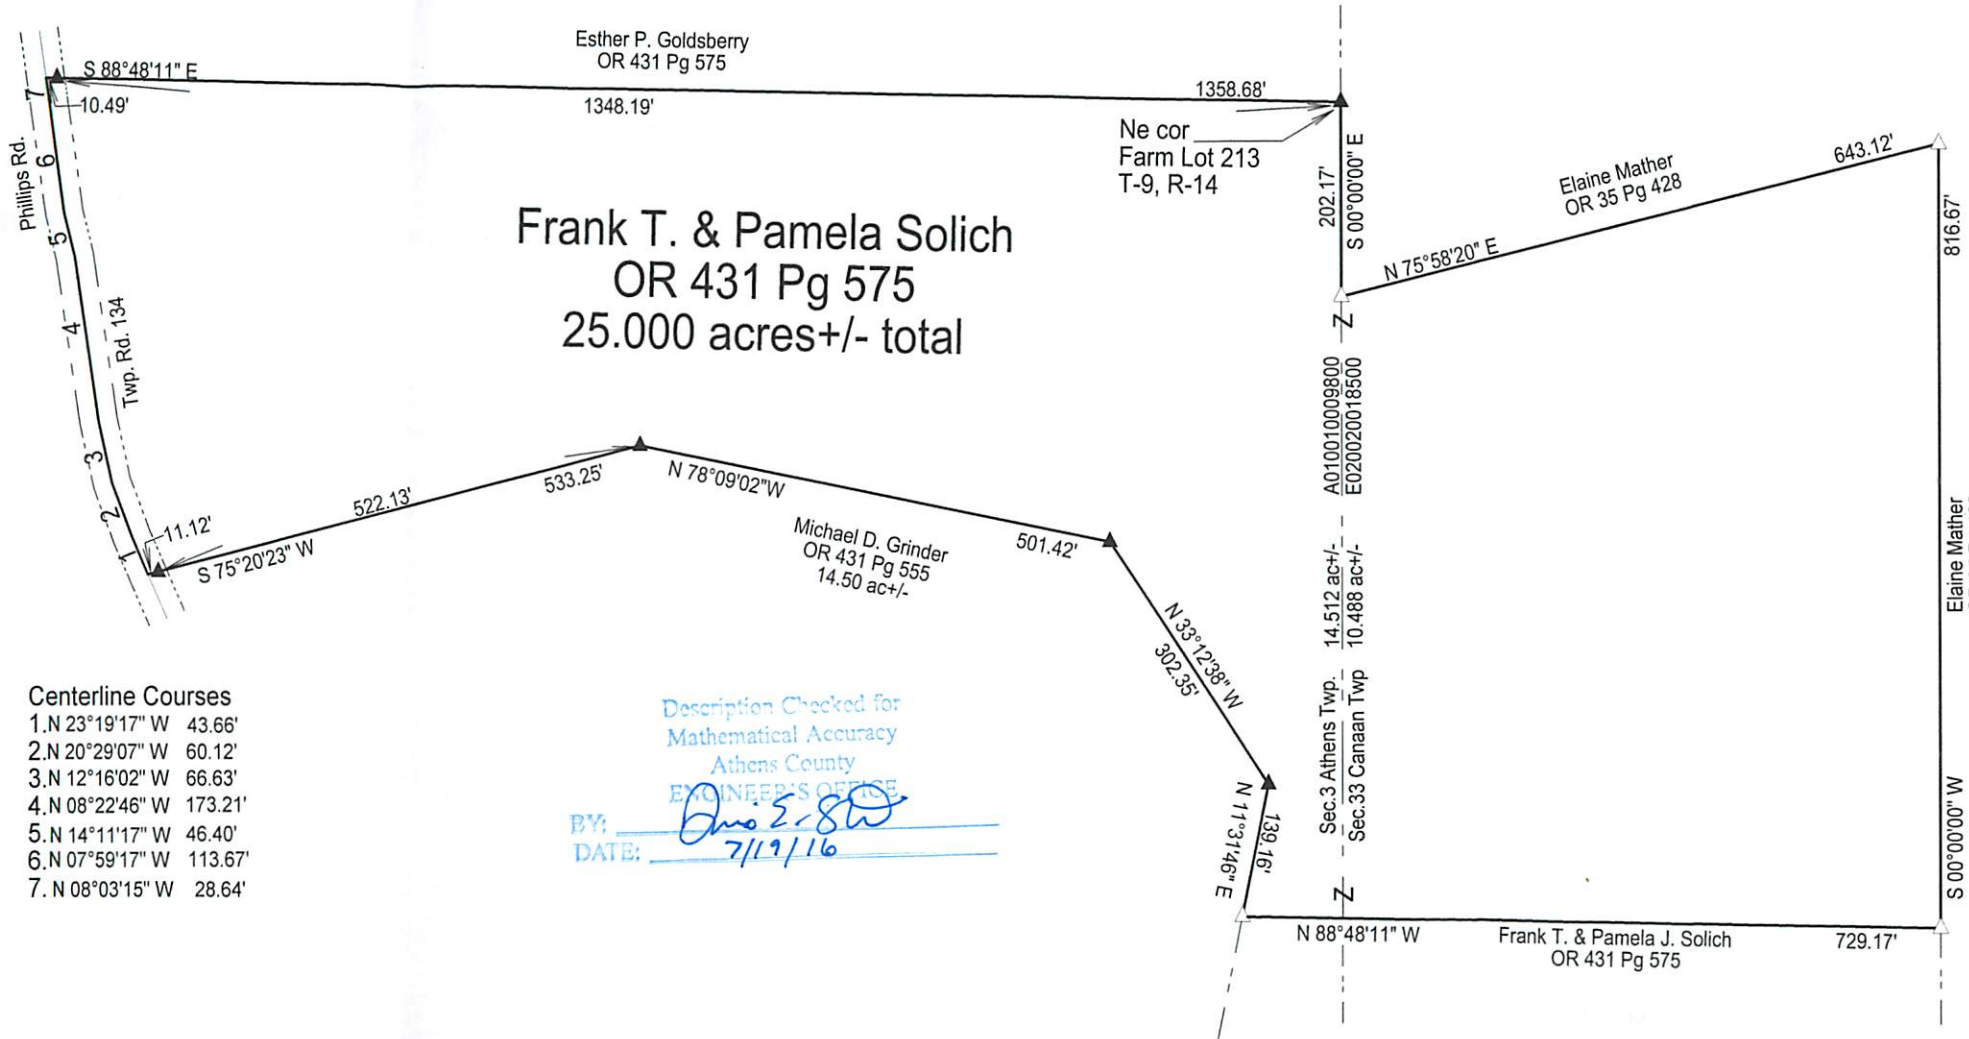 Esther P. Goldsberry
OR 431 Pg 575
S 88°48'11" E
10.49'
1348.19'
1358.68'
Ne cor
Farm Lot 213
T-9, R-14
202.17'
S 00°00'00" E
Elaine Mather
OR 35 Pg 428
643.12'
N 75°58'20" E
816.67'
Elaine Mather
S 00°00'00" W
Phillips Rd.
Twp. Rd. 134
7
6
5
4
3
2
1
Frank T. & Pamela Solich
OR 431 Pg 575
25.000 acres+/- total
11.12'
522.13'
533.25'
S 75°20'23" W
N 78°09'02"W
501.42'
Michael D. Grinder
OR 431 Pg 555
14.50 ac+/-
N 33°12'38" W
302.35'
139.16'
N 11°31'46" E
Z
Sec.3 Athens Twp. 14.512 ac+/- A010010009800
Sec.33 Canaan Twp 10.488 ac+/- E020020018500
Z
N 88°48'11" W
Frank T. & Pamela J. Solich
OR 431 Pg 575
729.17'
Centerline Courses
1.N 23°19'17" W 43.66'
2.N 20°29'07" W 60.12'
3.N 12°16'02" W 66.63'
4.N 08°22'46" W 173.21'
5.N 14°11'17" W 46.40'
6.N 07°59'17" W 113.67'
7. N 08°03'15" W 28.64'
Description Checked for
Mathematical Accuracy
Athens County
ENGINEER'S OFFICE
BY:
DATE: 7/19/16